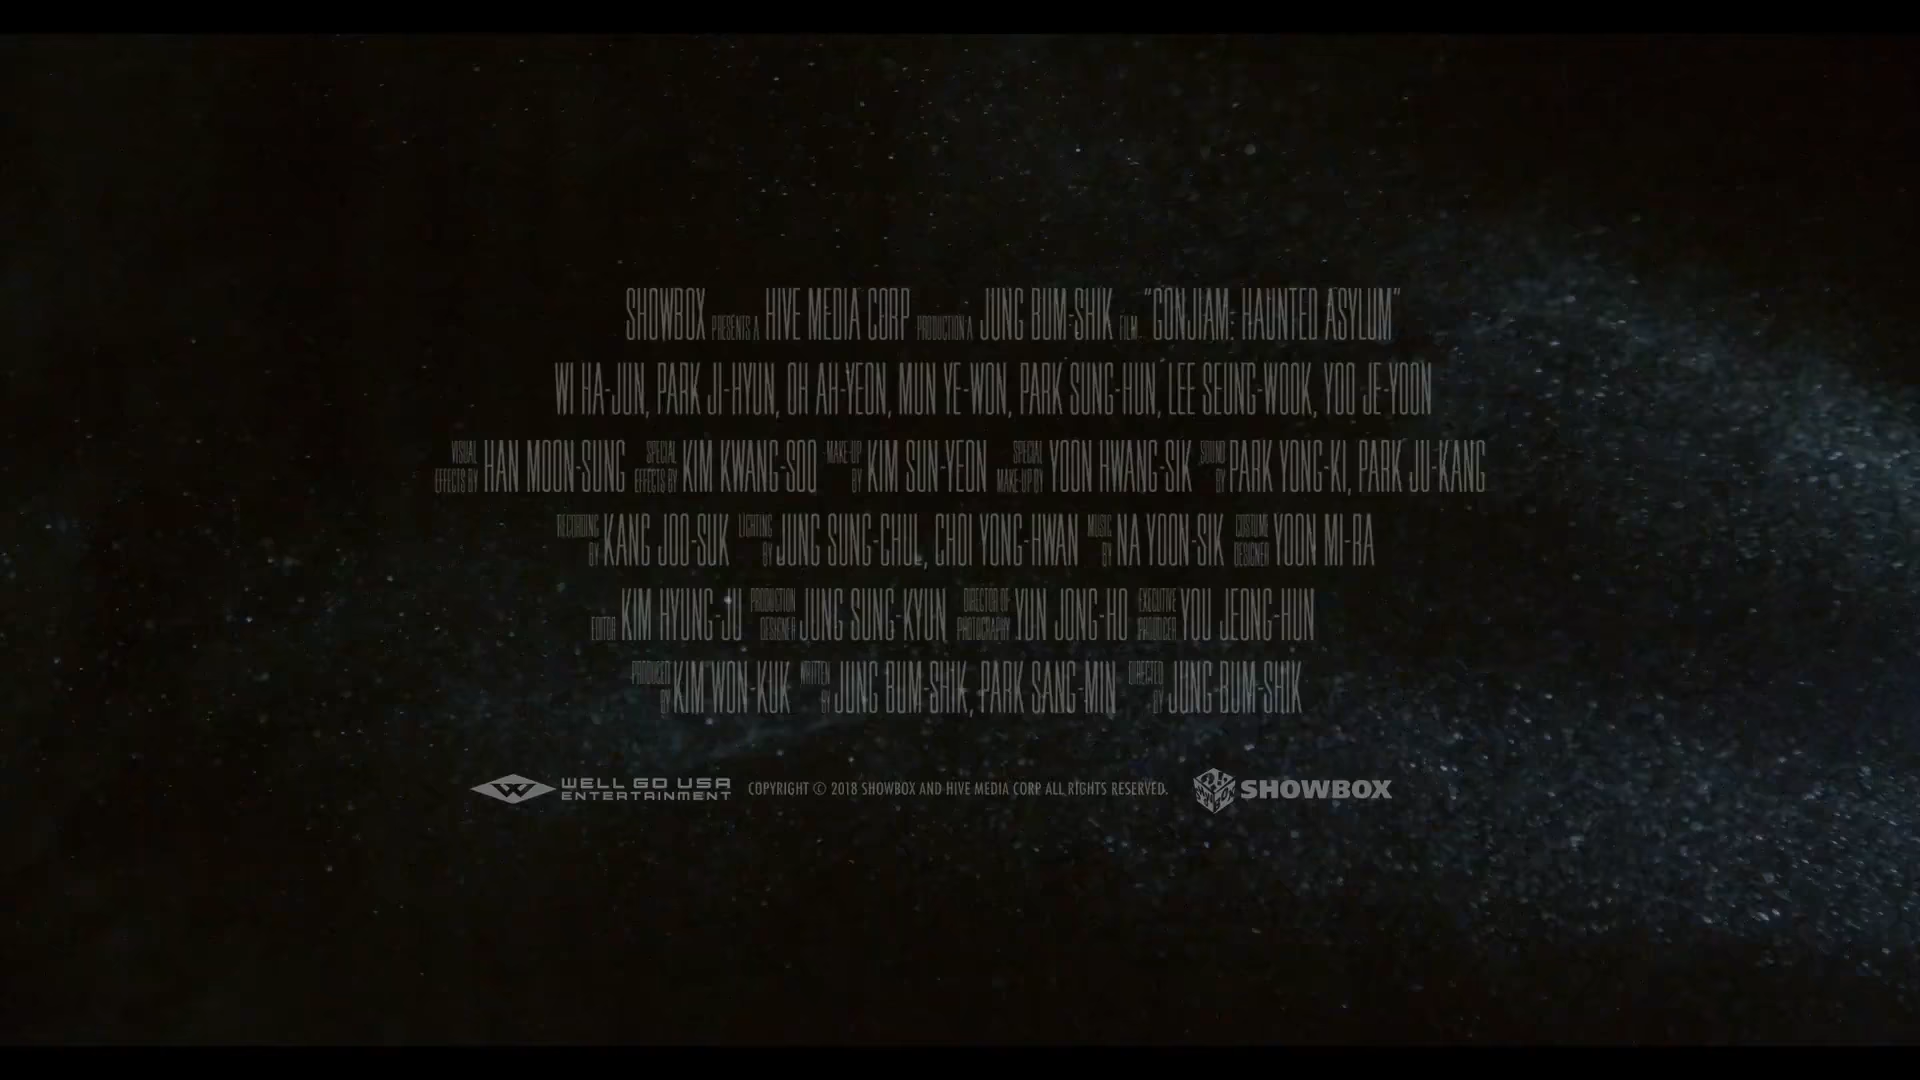 SHOWBOX PRESENTS A HIVE MEDIA CORP PRODUCTION A JUNG BUM-SHIK FILM "GONJIAM: HAUNTED ASYLUM"
WI HA-JUN, PARK JI-HYUN, OH AH-YEON, MUN YE-WON, PARK SUNG-HUN, LEE SEUNG-WOOK, YOO JE-YOON
VISUAL EFFECTS BY HAN MOON-SUNG SPECIAL EFFECTS BY KIM KWANG-SOO MAKE-UP BY KIM SUN-YEON SPECIAL MAKE-UP BY YOON HWANG-SIK SOUND BY PARK YONG-KI, PARK JU-KANG
RECORDING BY KANG JOO-SUK LIGHTING BY JUNG SUNG-CHUL, CHOI YONG-HWAN MUSIC BY NA YOON-SIK COSTUME DESIGNER YOON MI-RA
EDITOR KIM HYUNG-JU PRODUCTION DESIGNER JUNG SUNG-KYUN DIRECTOR OF PHOTOGRAPHY YUN JONG-HO EXECUTIVE PRODUCER YOU JEONG-HUN
PRODUCED BY KIM WON-KUK WRITTEN BY JUNG BUM-SHIK, PARK SANG-MIN DIRECTED BY JUNG BUM-SHIK
WELL GO USA ENTERTAINMENT COPYRIGHT © 2018 SHOWBOX AND HIVE MEDIA CORP ALL RIGHTS RESERVED. SHOWBOX